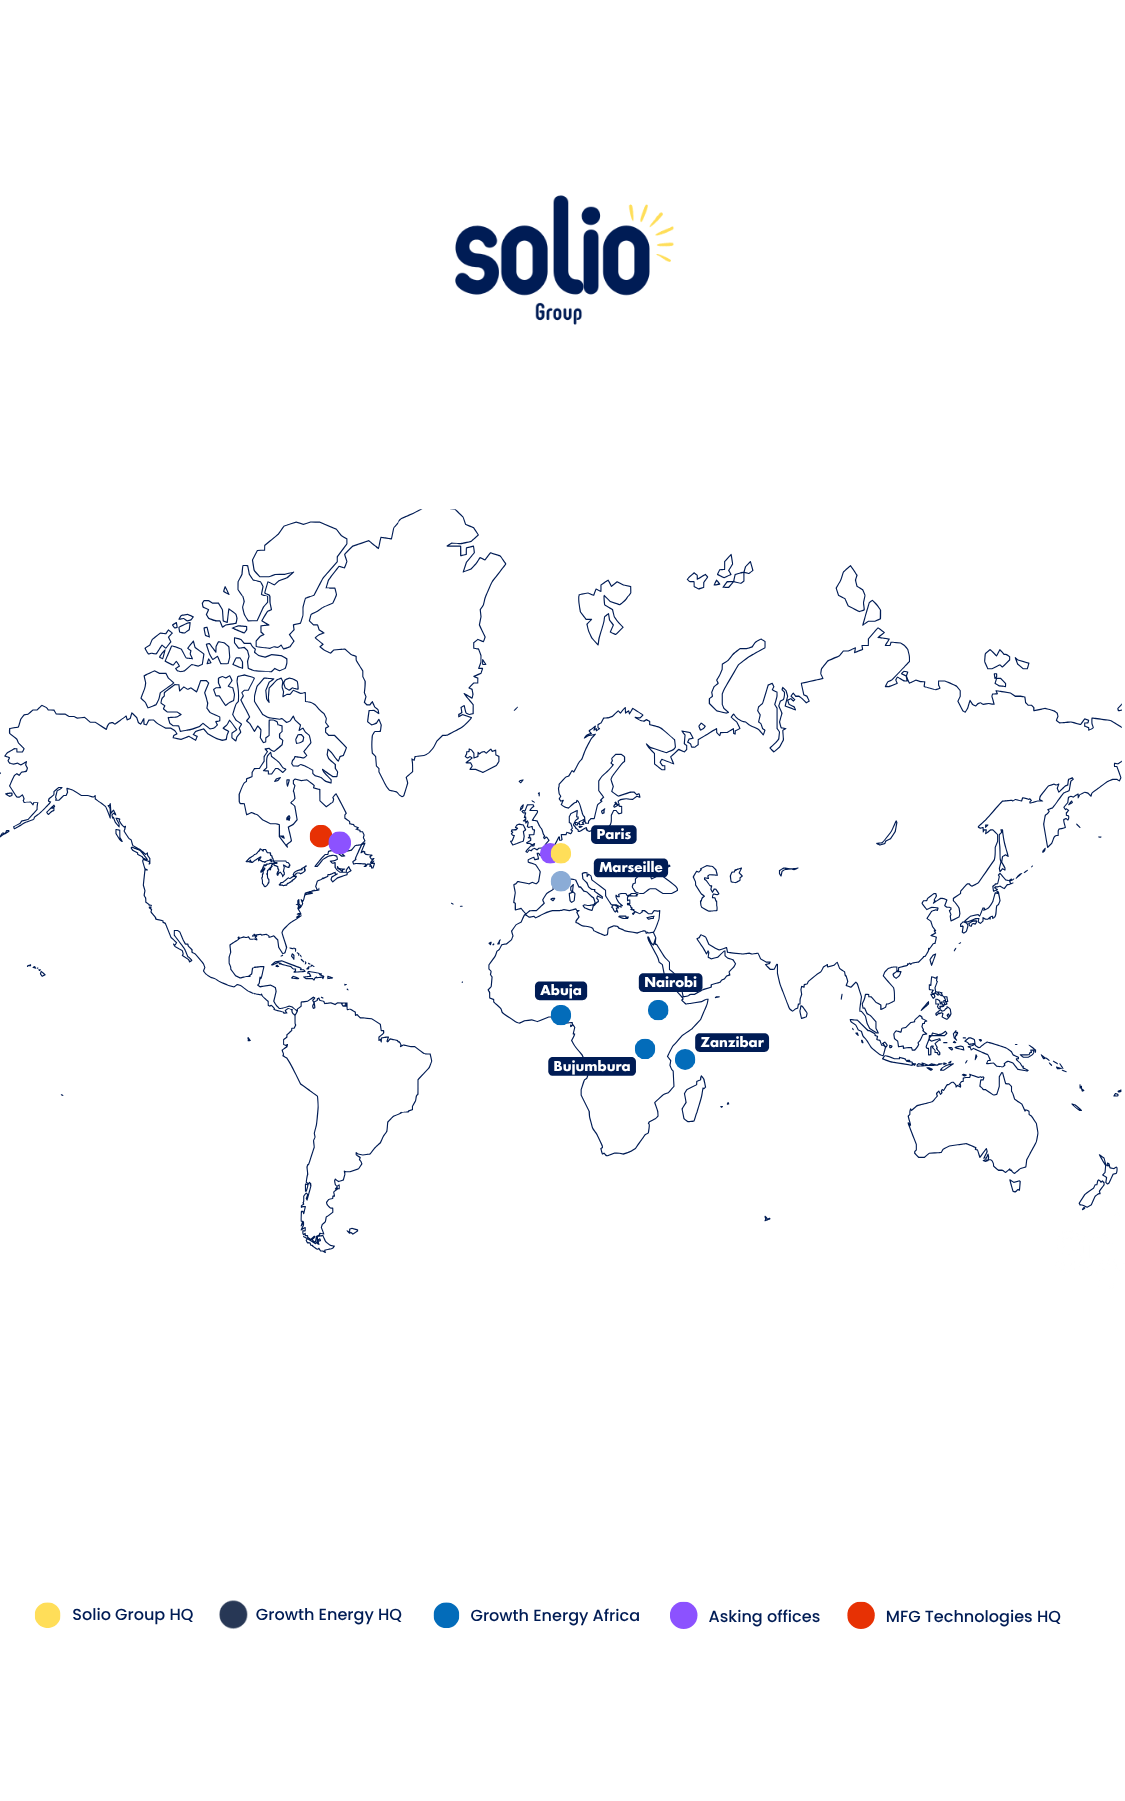 solio
Group
Paris
Marseille
Abuja
Nairobi
Zanzibar
Bujumbura
Solio Group HQ
Growth Energy HQ
Growth Energy Africa
Asking offices
MFG Technologies HQ